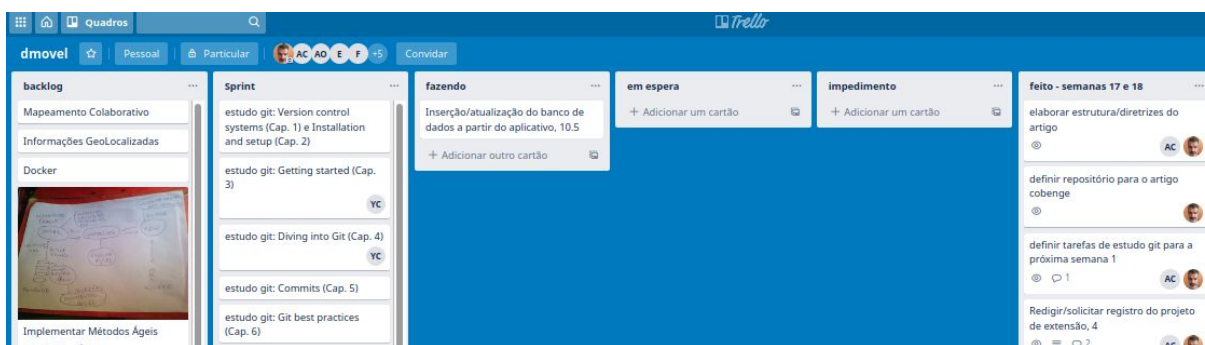 Quadros
Trello
dmovel
Pessoal
Particular
AC
AO
E
F
+5
Convidar
backlog
Mapeamento Colaborativo
Informações GeoLocalizadas
Docker
Implementar Métodos Ágeis
Sprint
estudo git: Version control
systems (Cap. 1) e Installation
and setup (Cap. 2)
estudo git: Getting started (Cap.
3)
YC
estudo git: Diving into Git (Cap. 4)
YC
estudo git: Commits (Cap. 5)
estudo git: Git best practices
(Cap. 6)
fazendo
Inserção/atualização do banco de
dados a partir do aplicativo, 10.5
+ Adicionar outro cartão
em espera
+ Adicionar um cartão
impedimento
+ Adicionar um cartão
feito - semanas 17 e 18
elaborar estrutura/diretrizes do
artigo
AC
definir repositório para o artigo
cobenge
definir tarefas de estudo git para a
próxima semana 1
1
AC
Redigir/solicitar registro do projeto
de extensão, 4
2
AC